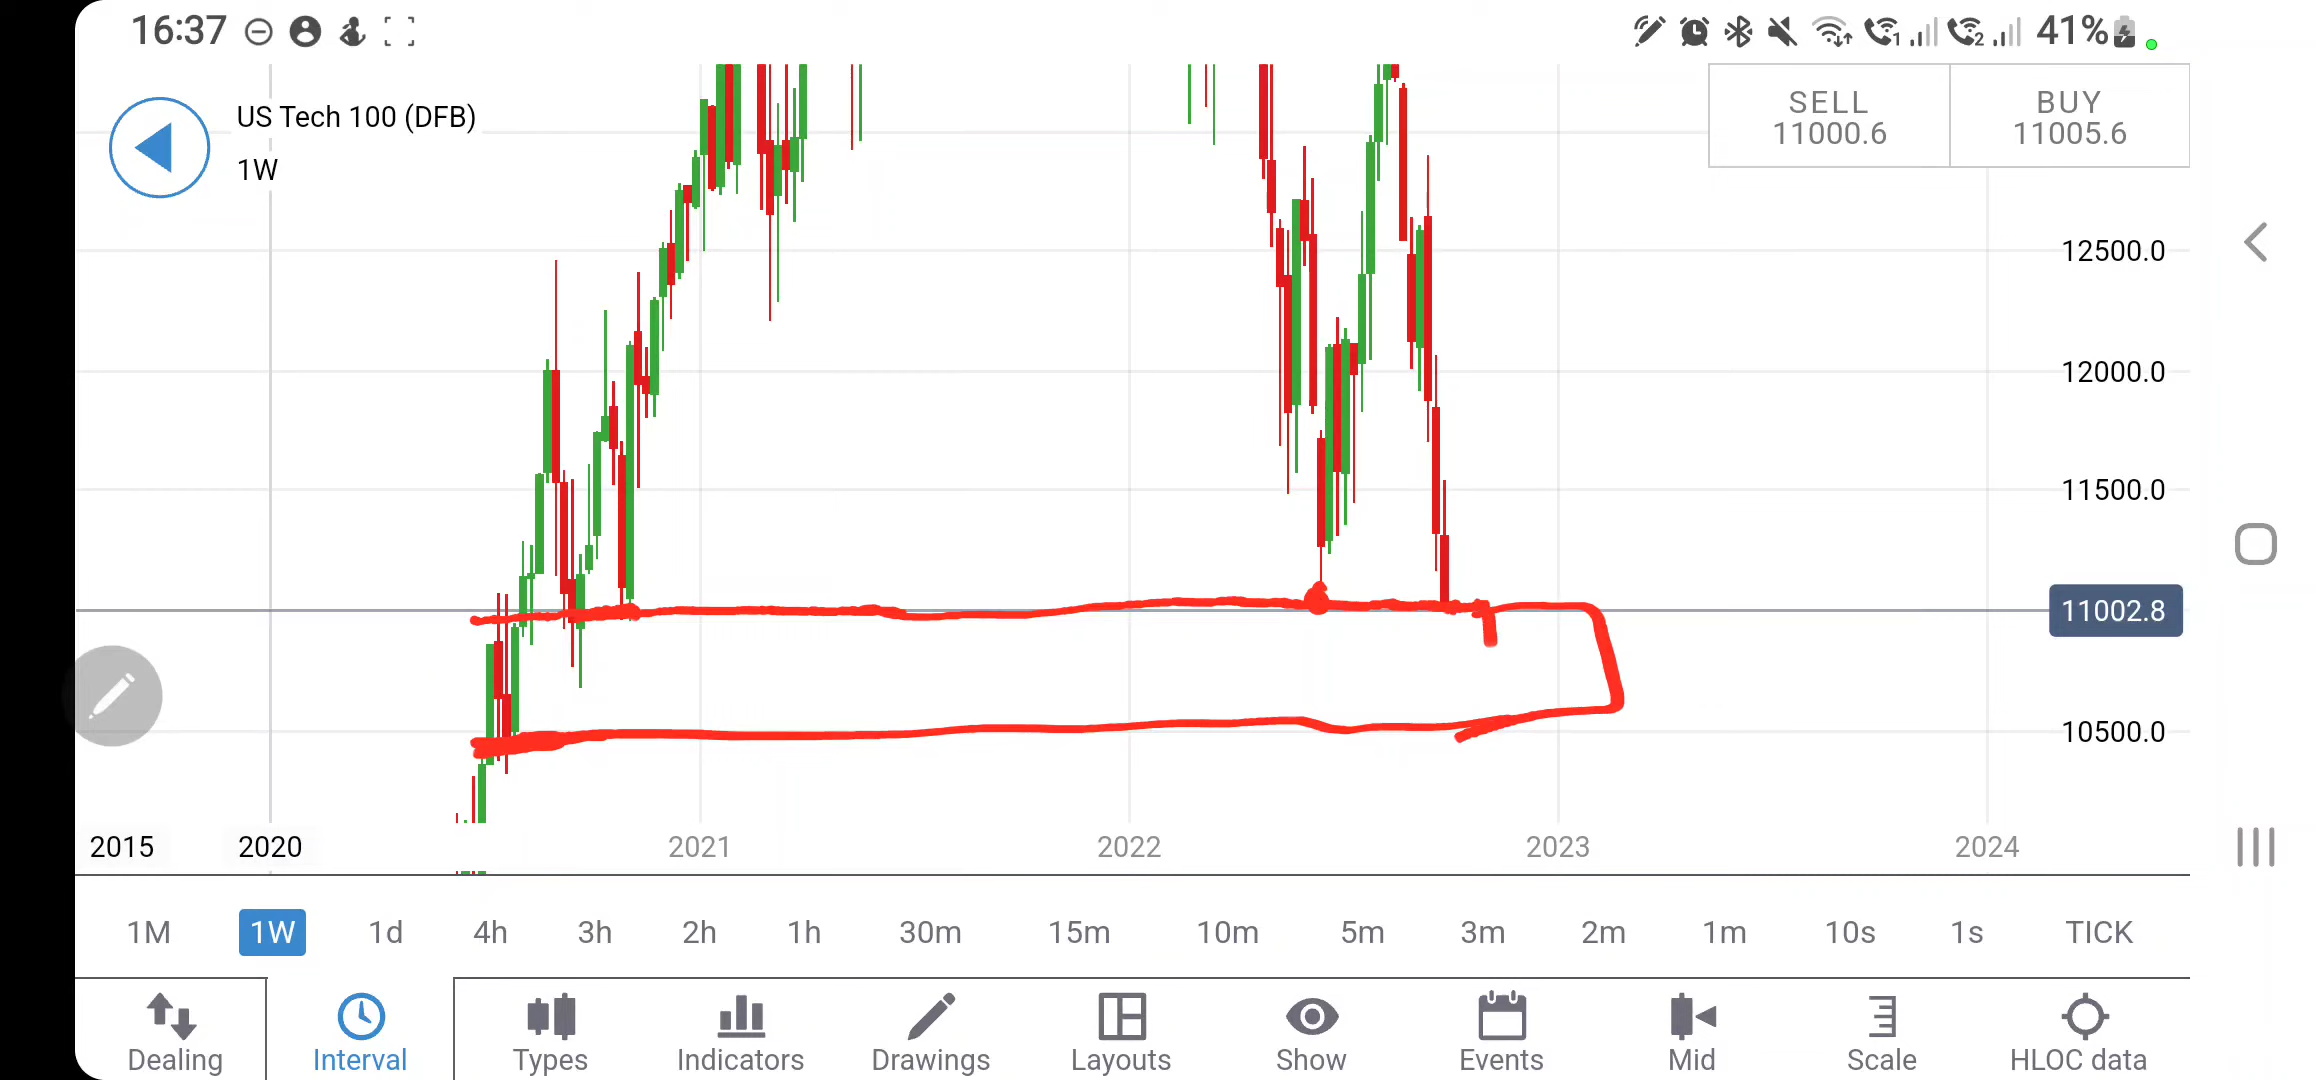 16:37
1
2
41%
US Tech 100 (DFB)
1W
SELL
11000.6
BUY
11005.6
12500.0
12000.0
11500.0
11002.8
10500.0
2015 2020 2021 2022 2023 2024
1M 1W 1d 4h 3h 2h 1h 30m 15m 10m 5m 3m 2m 1m 10s 1s TICK
Dealing Interval Types Indicators Drawings Layouts Show Events Mid Scale HLOC data